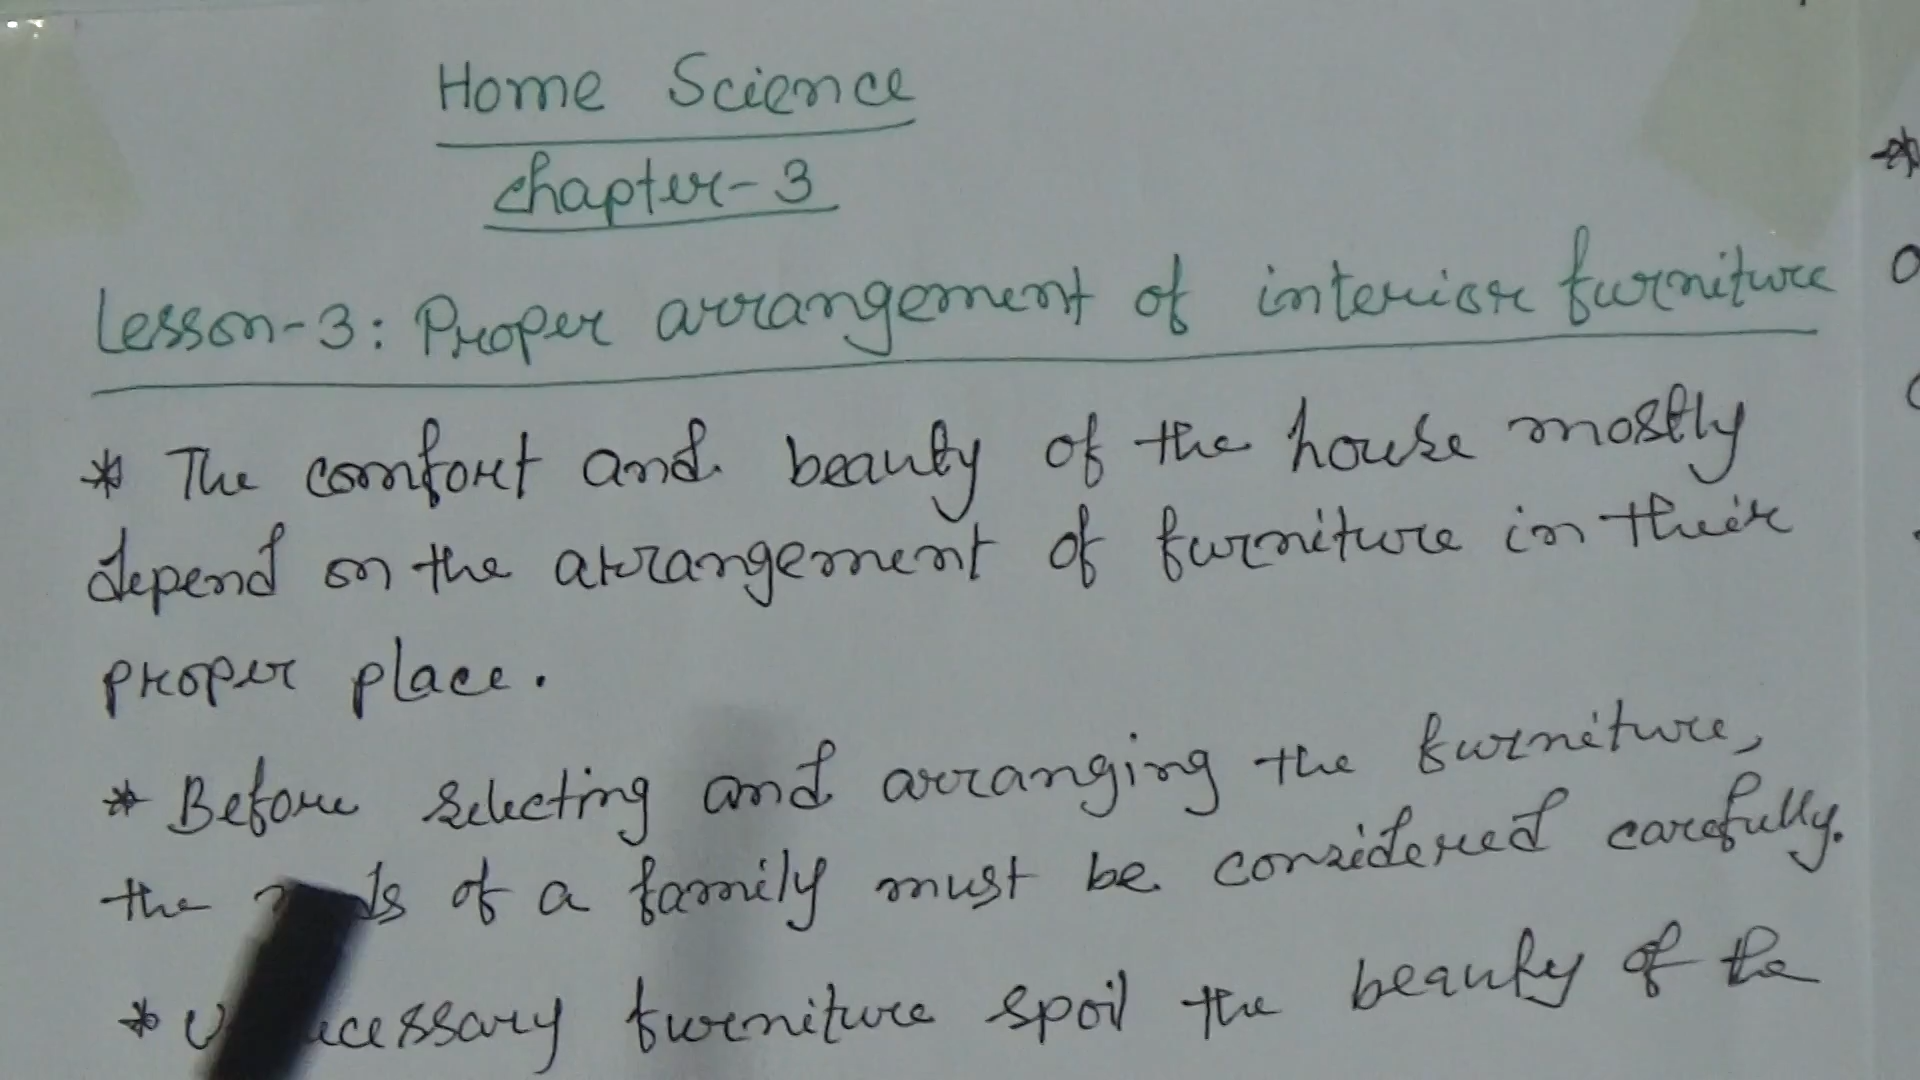 Home Science
Chapter-3
Lesson-3: Proper arrangement of interior furniture
* The comfort and beauty of the house mostly
depend on the arrangement of furniture in their
proper place.
* Before selecting and arranging the furniture,
the of a family must be considered carefully.
* furniture spoil the beauty of the